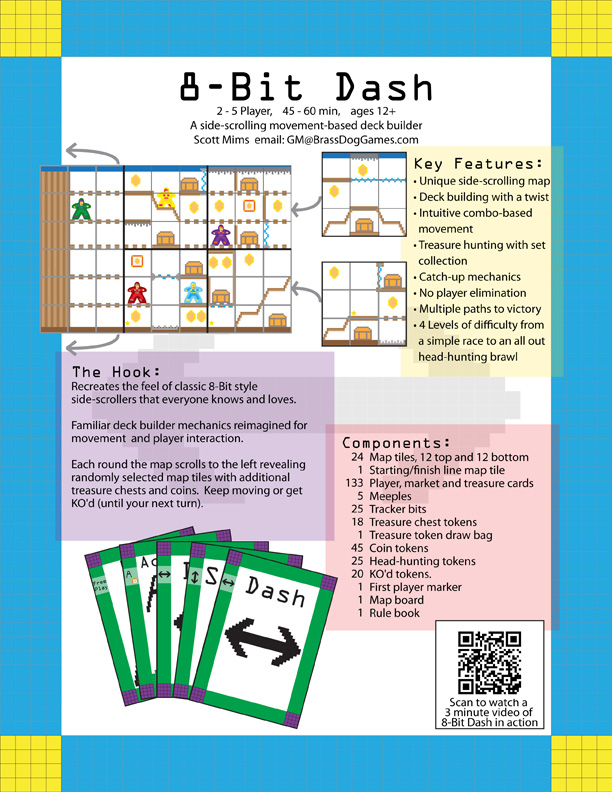 8-Bit Dash
2 - 5 Player, 45 - 60 min, ages 12+
A side-scrolling movement-based deck builder
Scott Mims email: GM@BrassDogGames.com
Key Features:
• Unique side-scrolling map
• Deck building with a twist
• Intuitive combo-based
movement
• Treasure hunting with set
collection
• Catch-up mechanics
• No player elimination
• Multiple paths to victory
• 4 Levels of difficulty from
a simple race to an all out
head-hunting brawl
The Hook:
Recreates the feel of classic 8-Bit style
side-scrollers that everyone knows and loves.
Familiar deck builder mechanics reimagined for
movement and player interaction.
Each round the map scrolls to the left revealing
randomly selected map tiles with additional
treasure chests and coins. Keep moving or get
KO'd (until your next turn).
Components:
24 Map tiles, 12 top and 12 bottom
1 Starting/finish line map tile
133 Player, market and treasure cards
5 Meeples
25 Tracker bits
18 Treasure chest tokens
1 Treasure token draw bag
45 Coin tokens
25 Head-hunting tokens
20 KO'd tokens.
1 First player marker
1 Map board
1 Rule book
Free
Play
A
Dash
Scan to watch a
3 minute video of
8-Bit Dash in action